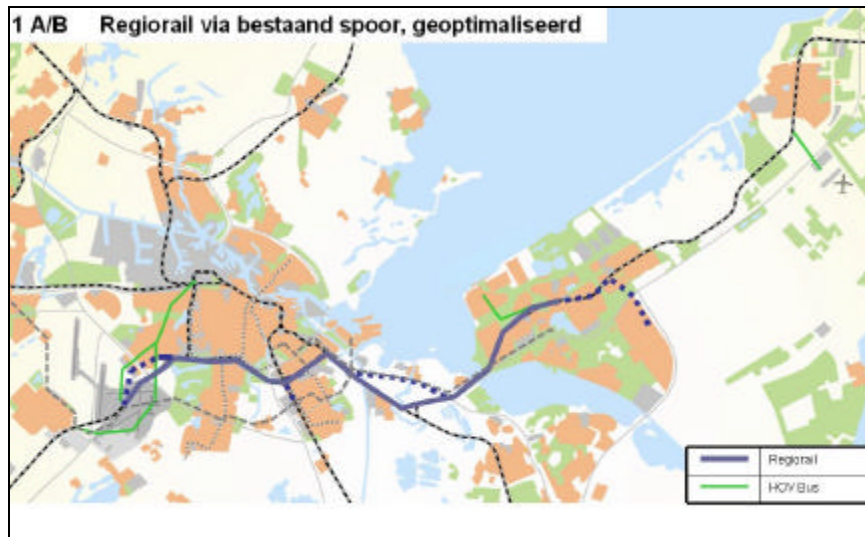 1 A/B Regiorail via bestaand spoor, geoptimaliseerd
Regiorail
HOV Bus